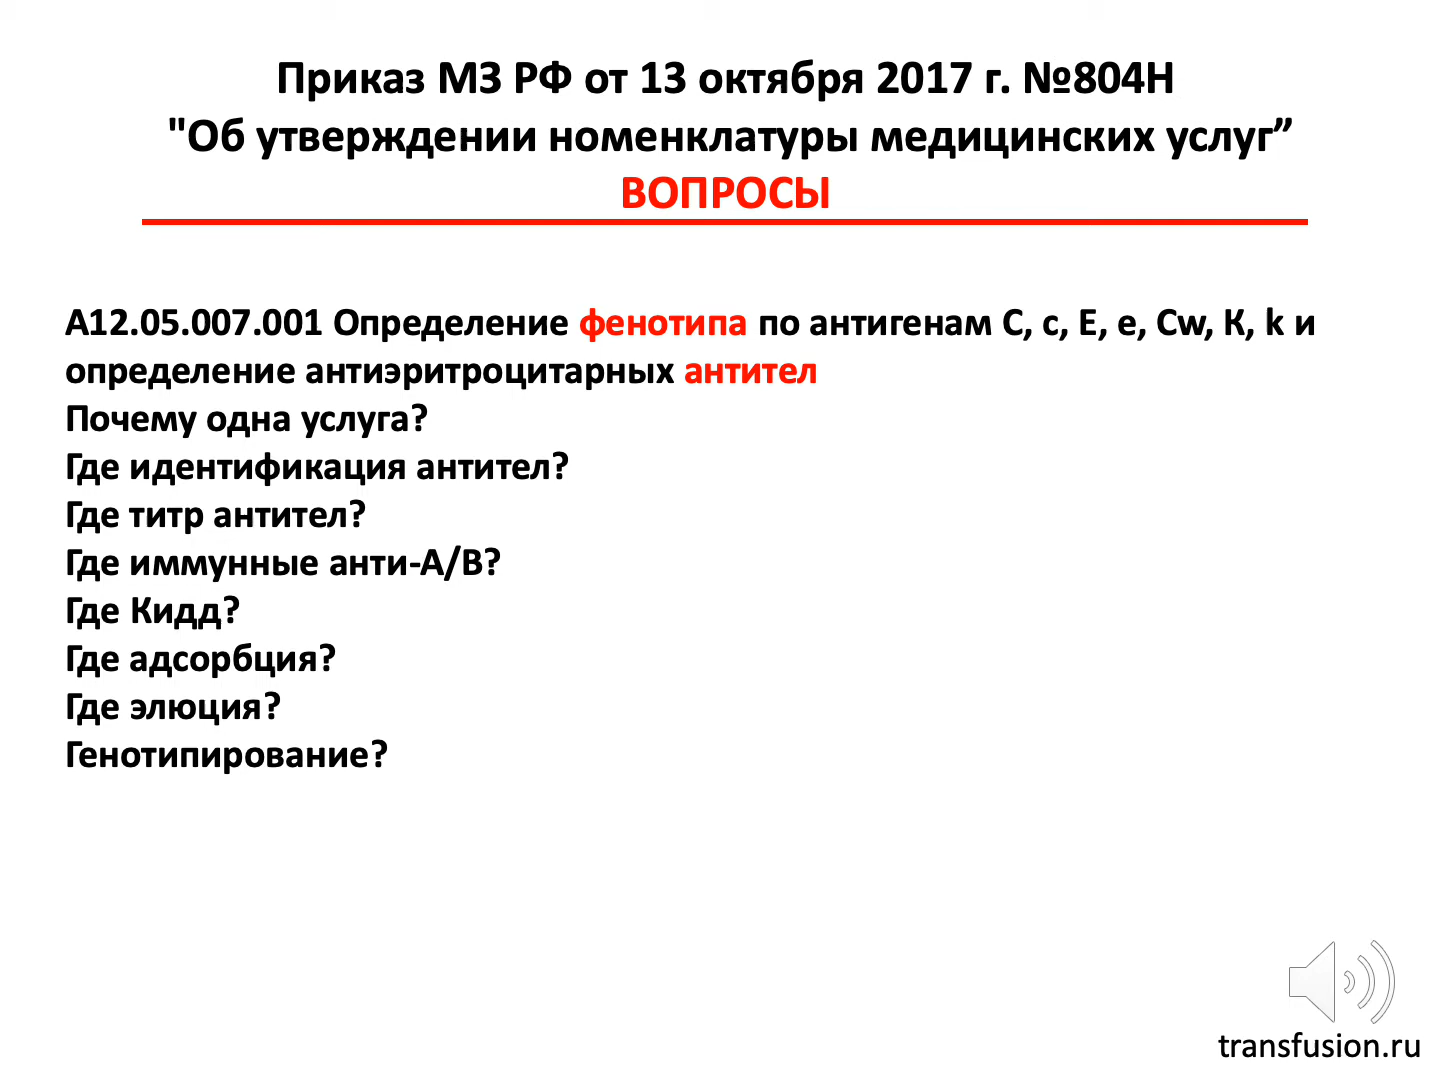 Приказ МЗ РФ от 13 октября 2017 г. №804Н
"Об утверждении номенклатуры медицинских услуг”
ВОПРОСЫ
А12.05.007.001 Определение фенотипа по антигенам C, c, E, e, Cw, K, k и
определение антиэритроцитарных антител
Почему одна услуга?
Где идентификация антител?
Где титр антител?
Где иммунные анти-А/В?
Где Кидд?
Где адсорбция?
Где элюция?
Генотипирование?
transfusion.ru